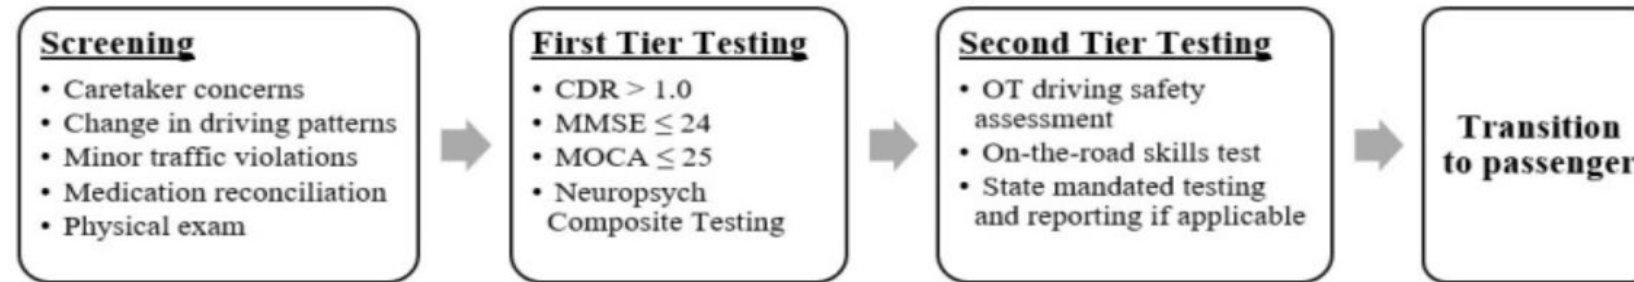 Screening
• Caretaker concerns
• Change in driving patterns
• Minor traffic violations
• Medication reconciliation
• Physical exam
First Tier Testing
• CDR > 1.0
• MMSE ≤ 24
• MOCA ≤ 25
• Neuropsych
Composite Testing
Second Tier Testing
• OT driving safety
assessment
• On-the-road skills test
• State mandated testing
and reporting if applicable
Transition
to passenger